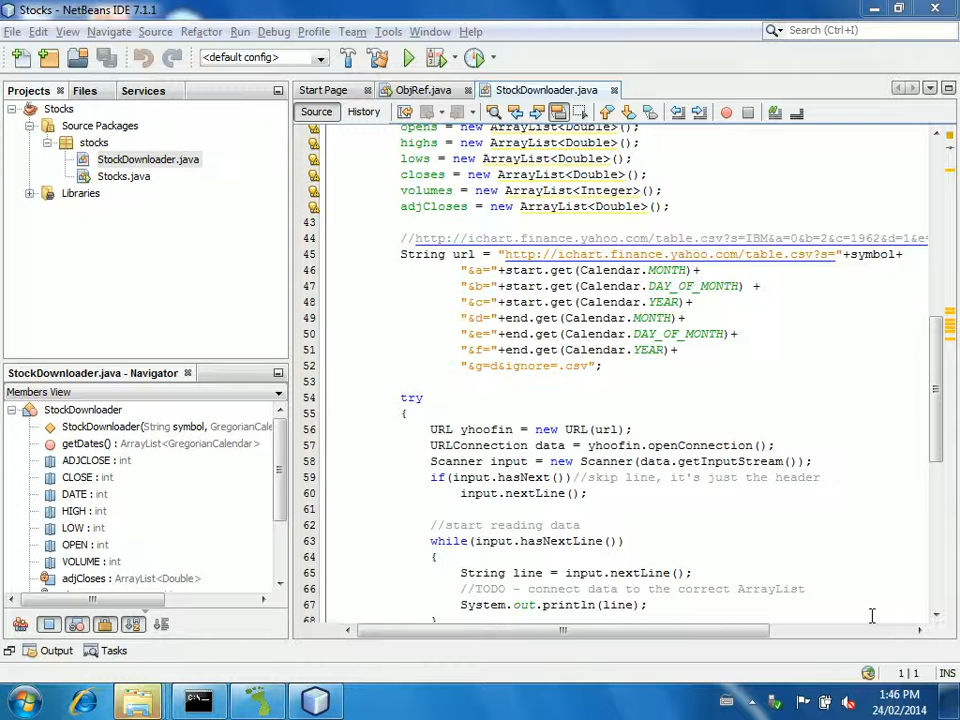 Stocks - NetBeans IDE 7.1.1
File Edit View Navigate Source Refactor Run Debug Profile Team Tools Window Help
Search (Ctrl+I)
<default config>
Projects Files Services
Start Page ObjRef.java StockDownloader.java
Source History
Stocks
Source Packages
stocks
StockDownloader.java
Stocks.java
Libraries
opens = new ArrayList<Double>();
highs = new ArrayList<Double>();
lows = new ArrayList<Double>();
closes = new ArrayList<Double>();
volumes = new ArrayList<Integer>();
adjCloses = new ArrayList<Double>();
43
44 //http://ichart.finance.yahoo.com/table.csv?s=IBM&a=0&b=2&c=1962&d=1&e=
45 String url = "http://ichart.finance.yahoo.com/table.csv?s="+symbol+
46 "&a="+start.get(Calendar.MONTH)+
47 "&b="+start.get(Calendar.DAY_OF_MONTH) +
48 "&c="+start.get(Calendar.YEAR)+
49 "&d="+end.get(Calendar.MONTH)+
50 "&e="+end.get(Calendar.DAY_OF_MONTH)+
51 "&f="+end.get(Calendar.YEAR)+
52 "&g=d&ignore=.csv";
53
54 try
55 {
56 URL yhoofin = new URL(url);
57 URLConnection data = yhoofin.openConnection();
58 Scanner input = new Scanner(data.getInputStream());
59 if(input.hasNext())//skip line, it's just the header
60 input.nextLine();
61
62 //start reading data
63 while(input.hasNextLine())
64 {
65 String line = input.nextLine();
66 //TODO - connect data to the correct ArrayList
67 System.out.println(line);
68 }
StockDownloader.java - Navigator
Members View
StockDownloader
StockDownloader(String symbol, GregorianCale
getDates() : ArrayList<GregorianCalendar>
ADJCLOSE : int
CLOSE : int
DATE : int
HIGH : int
LOW : int
OPEN : int
VOLUME : int
adjCloses : ArrayList<Double>
Output Tasks
1 | 1 INS
1:46 PM
24/02/2014